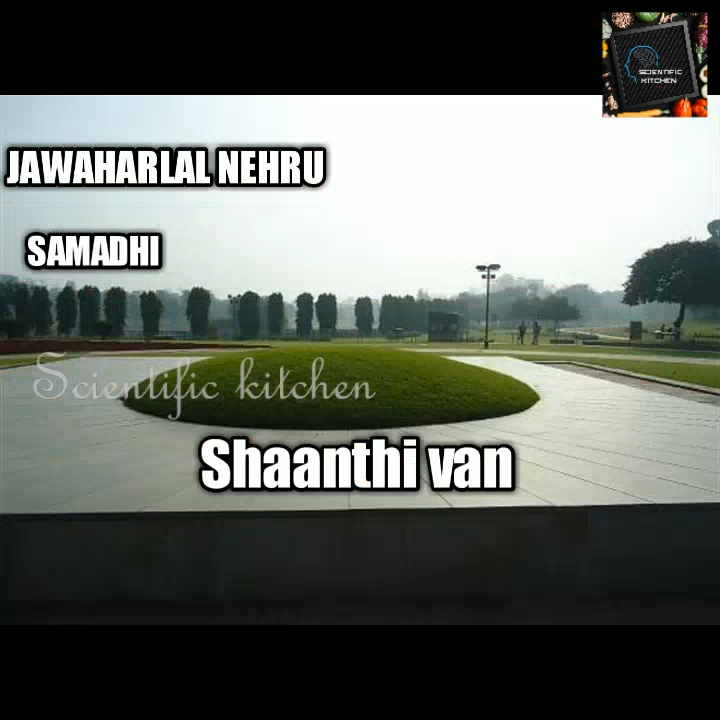 SCIENTIFIC
KITCHEN
JAWAHARLAL NEHRU
SAMADHI
Scientific kitchen
Shaanthi van